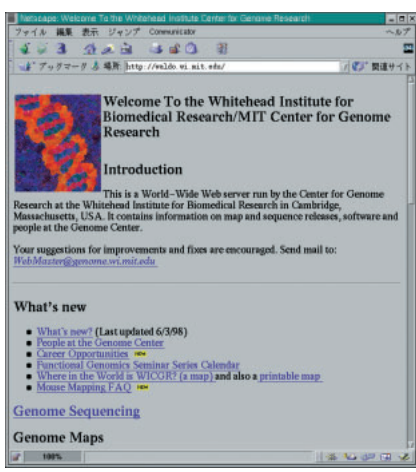 Netscape: Welcome To the Whitehead Institute Center for Genome Research
ファイル 編集 表示 ジャンプ Communicator ヘルプ
ブックマーク 場所: http://waldo.wi.mit.edu/ 関連サイト
Welcome To the Whitehead Institute for
Biomedical Research/MIT Center for Genome
Research
Introduction
This is a World-Wide Web server run by the Center for Genome
Research at the Whitehead Institute for Biomedical Research in Cambridge,
Massachusetts, USA. It contains information on map and sequence releases, software and
people at the Genome Center.
Your suggestions for improvements and fixes are encouraged. Send mail to:
WebMaster@genome.wi.mit.edu
What's new
What's new? (Last updated 6/3/98)
People at the Genome Center
Career Opportunities NEW
Functional Genomics Seminar Series Calendar
Where in the World is WICGR? (a map) and also a printable map
Mouse Mapping FAQ NEW
Genome Sequencing
Genome Maps
100%